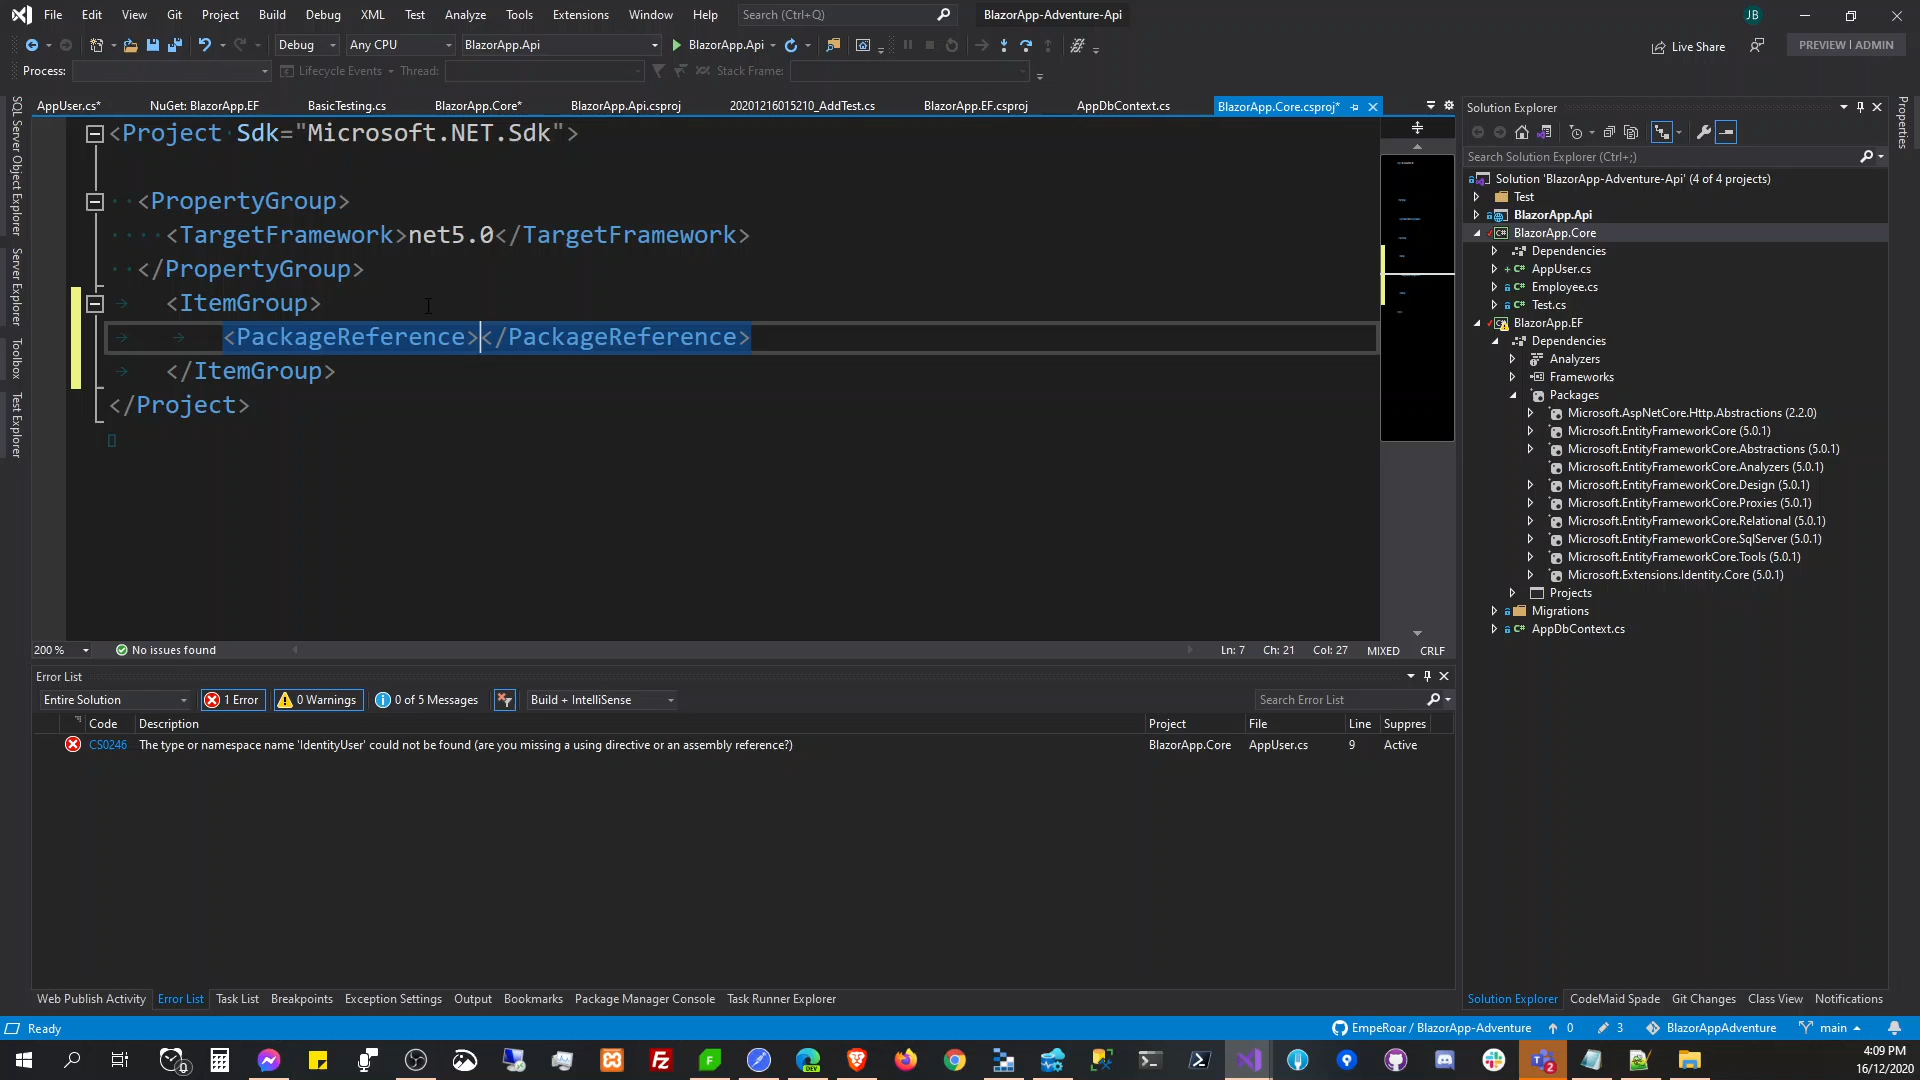 File Edit View Git Project Build Debug XML Test Analyze Tools Extensions Window Help Search (Ctrl+Q) BlazorApp-Adventure-Api JB
Debug Any CPU BlazorApp.Api BlazorApp.Api Live Share PREVIEW | ADMIN
Process: Lifecycle Events Thread: Stack Frame:
AppUser.cs* NuGet: BlazorApp.EF BasicTesting.cs BlazorApp.Core* BlazorApp.Api.csproj 20201216015210_AddTest.cs BlazorApp.EF.csproj AppDbContext.cs BlazorApp.Core.csproj*
SQL Server Object Explorer
Server Explorer
Toolbox
Test Explorer
<Project Sdk="Microsoft.NET.Sdk">
<PropertyGroup>
<TargetFramework>net5.0</TargetFramework>
</PropertyGroup>
<ItemGroup>
<PackageReference></PackageReference>
</ItemGroup>
</Project>
200 % No issues found Ln: 7 Ch: 21 Col: 27 MIXED CRLF
Error List
Entire Solution 1 Error 0 Warnings 0 of 5 Messages Build + IntelliSense Search Error List
Code Description Project File Line Suppres
CS0246 The type or namespace name 'IdentityUser' could not be found (are you missing a using directive or an assembly reference?) BlazorApp.Core AppUser.cs 9 Active
Web Publish Activity Error List Task List Breakpoints Exception Settings Output Bookmarks Package Manager Console Task Runner Explorer
Solution Explorer
Search Solution Explorer (Ctrl+;)
Solution 'BlazorApp-Adventure-Api' (4 of 4 projects)
Test
BlazorApp.Api
BlazorApp.Core
Dependencies
AppUser.cs
Employee.cs
Test.cs
BlazorApp.EF
Dependencies
Analyzers
Frameworks
Packages
Microsoft.AspNetCore.Http.Abstractions (2.2.0)
Microsoft.EntityFrameworkCore (5.0.1)
Microsoft.EntityFrameworkCore.Abstractions (5.0.1)
Microsoft.EntityFrameworkCore.Analyzers (5.0.1)
Microsoft.EntityFrameworkCore.Design (5.0.1)
Microsoft.EntityFrameworkCore.Proxies (5.0.1)
Microsoft.EntityFrameworkCore.Relational (5.0.1)
Microsoft.EntityFrameworkCore.SqlServer (5.0.1)
Microsoft.EntityFrameworkCore.Tools (5.0.1)
Microsoft.Extensions.Identity.Core (5.0.1)
Projects
Migrations
AppDbContext.cs
Solution Explorer CodeMaid Spade Git Changes Class View Notifications
Properties
Ready EmpeRoar / BlazorApp-Adventure 0 3 BlazorAppAdventure main
4:09 PM
16/12/2020